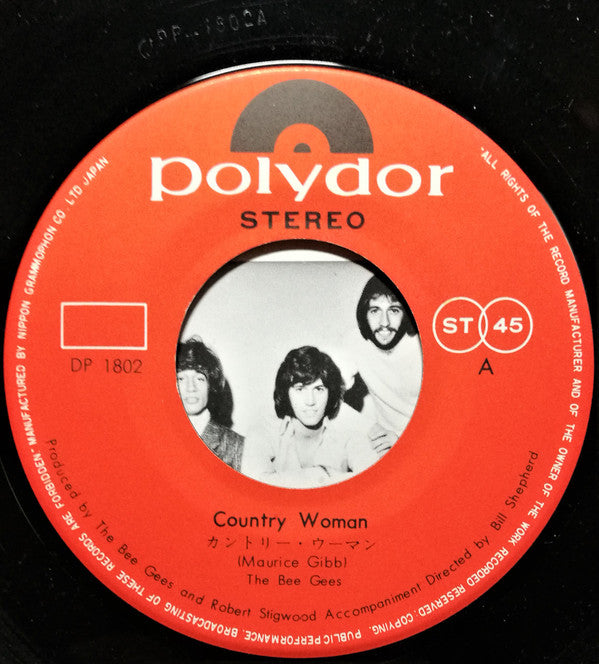 polydor
STEREO
DP 1802
ST 45
A
Country Woman
カントリー・ウーマン
(Maurice Gibb)
The Bee Gees
Produced by The Bee Gees and Robert Stigwood Accompaniment Directed by Bill Shepherd
"ALL RIGHTS OF THE RECORD MANUFACTURER AND OF THE OWNER OF THE WORK RECORDED RESERVED. COPYING, PUBLIC PERFORMANCE, BROADCASTING OF THESE RECORDS ARE FORBIDDEN" MANUFACTURED BY NIPPON GRAMMOPHON CO., LTD. JAPAN